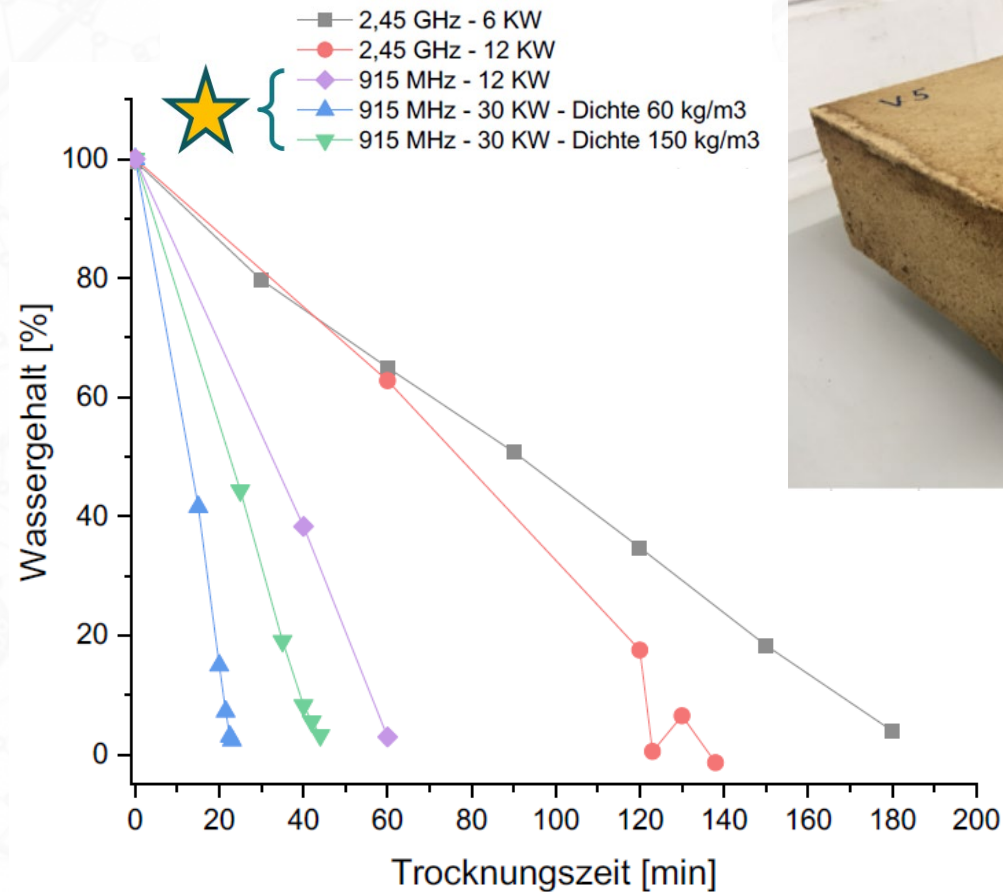 2,45 GHz - 6 KW
2,45 GHz - 12 KW
915 MHz - 12 KW
915 MHz - 30 KW - Dichte 60 kg/m3
915 MHz - 30 KW - Dichte 150 kg/m3
V 5
100
80
60
40
20
0
Wassergehalt [%]
0 20 40 60 80 100 120 140 160 180 200
Trocknungszeit [min]